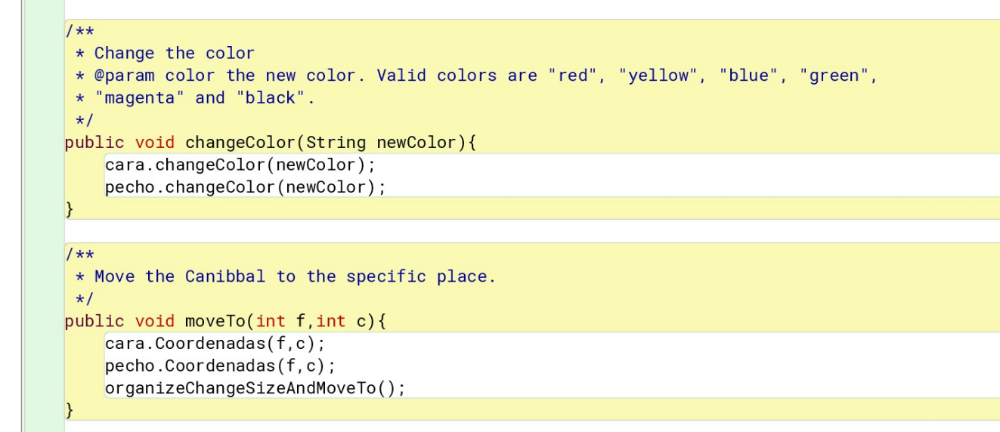 /**
 * Change the color
 * @param color the new color. Valid colors are "red", "yellow", "blue", "green",
 * "magenta" and "black".
 */
public void changeColor(String newColor){
    cara.changeColor(newColor);
    pecho.changeColor(newColor);
}
/**
 * Move the Canibbal to the specific place.
 */
public void moveTo(int f,int c){
    cara.Coordenadas(f,c);
    pecho.Coordenadas(f,c);
    organizeChangeSizeAndMoveTo();
}